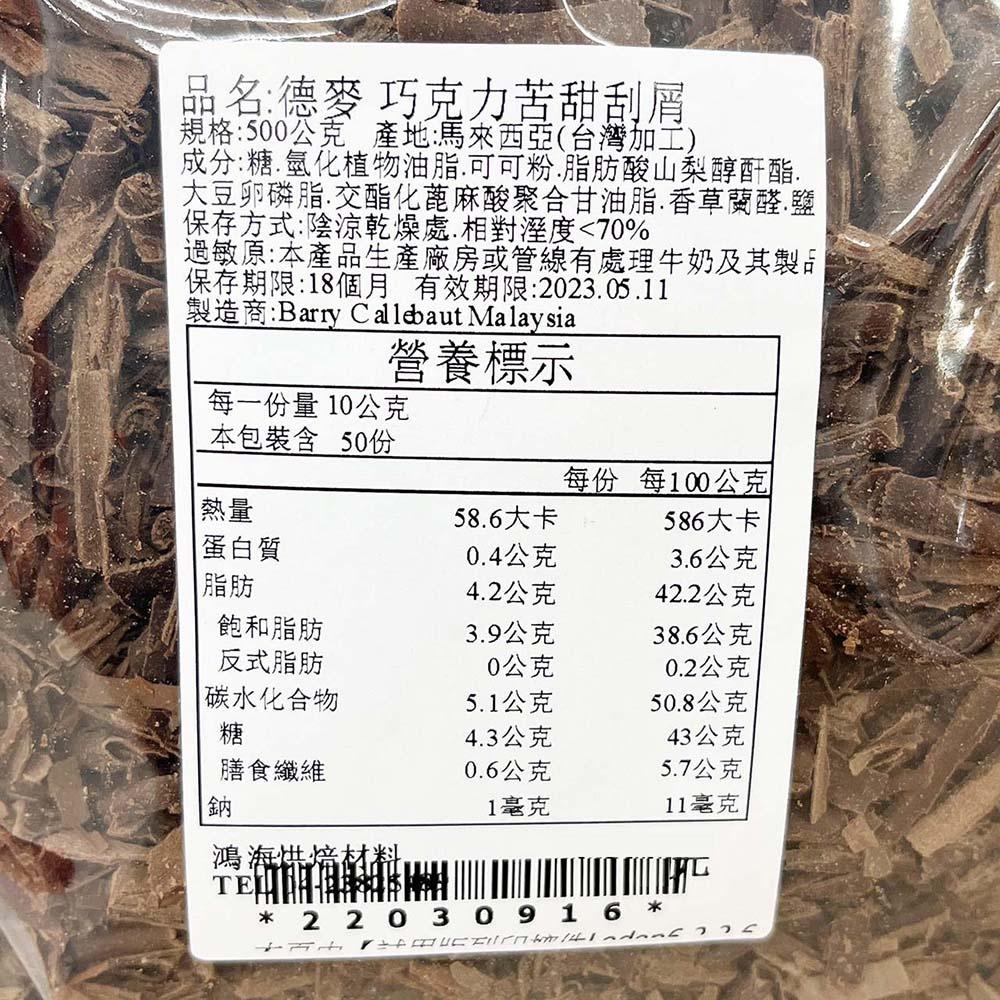 品名:德麥 巧克力苦甜刮屑
規格:500公克 產地:馬來西亞(台灣加工)
成分:糖.氫化植物油脂.可可粉.脂肪酸山梨醇酐酯.
大豆卵磷脂.交酯化蓖麻酸聚合甘油脂.香草蘭醛.鹽
保存方式:陰涼乾燥處.相對溼度<70%
過敏原:本產品生產廠房或管線有處理牛奶及其製品
保存期限:18個月 有效期限:2023.05.11
製造商:Barry Callebaut Malaysia
營養標示
每一份量 10公克
本包裝含 50份
每份 每100公克
熱量 58.6大卡 586大卡
蛋白質 0.4公克 3.6公克
脂肪 4.2公克 42.2公克
飽和脂肪 3.9公克 38.6公克
反式脂肪 0公克 0.2公克
碳水化合物 5.1公克 50.8公克
糖 4.3公克 43公克
膳食纖維 0.6公克 5.7公克
鈉 1毫克 11毫克
鴻海烘焙材料
TEL
*22030916*